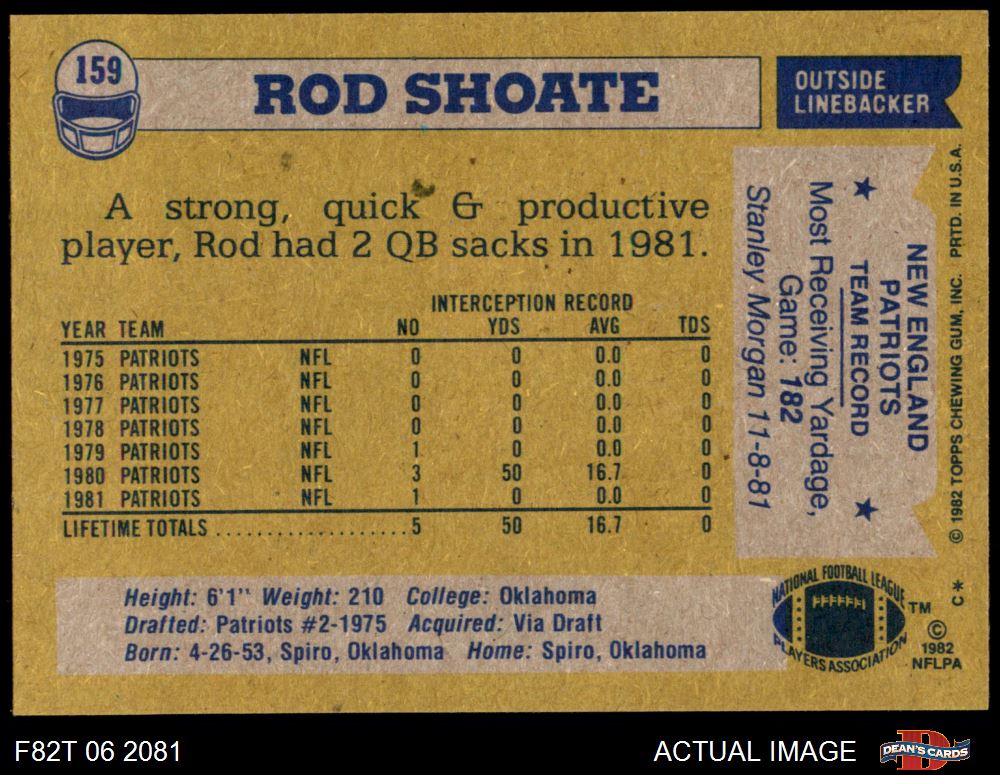 159
ROD SHOATE
OUTSIDE
LINEBACKER
A strong, quick & productive
player, Rod had 2 QB sacks in 1981.
INTERCEPTION RECORD
YEAR TEAM NO YDS AVG TDS
1975 PATRIOTS NFL 0 0 0.0 0
1976 PATRIOTS NFL 0 0 0.0 0
1977 PATRIOTS NFL 0 0 0.0 0
1978 PATRIOTS NFL 0 0 0.0 0
1979 PATRIOTS NFL 1 0 0.0 0
1980 PATRIOTS NFL 3 50 16.7 0
1981 PATRIOTS NFL 1 0 0.0 0
LIFETIME TOTALS ...................5 50 16.7 0
NEW ENGLAND
PATRIOTS
★ TEAM RECORD ★
Most Receiving Yardage,
Game: 182
Stanley Morgan 11-8-81
© 1982 TOPPS CHEWING GUM, INC. PRTD. IN U.S.A.
Height: 6'1" Weight: 210 College: Oklahoma
Drafted: Patriots #2-1975 Acquired: Via Draft
Born: 4-26-53, Spiro, Oklahoma Home: Spiro, Oklahoma
NATIONAL FOOTBALL LEAGUE
PLAYERS ASSOCIATION
TM
©
1982
NFLPA
C*
F82T 06 2081
ACTUAL IMAGE
D
DEAN'S CARDS